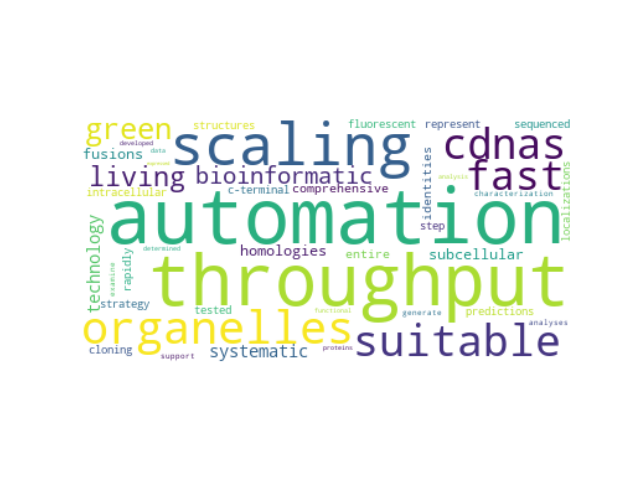 green
structures
scaling
fluorescent
represent
sequenced
developed
data
fusions
cdnas
expressed
living
bioinformatic
identities
fast
analysis
localizations
intracellular
c-terminal
comprehensive
characterization
automation
technology
step
determined
homologies
entire
subcellular
examine
rapidly
throughput
strategy
tested
functional
generate
predictions
organelles
suitable
analyses
cloning
support
systematic
proteins